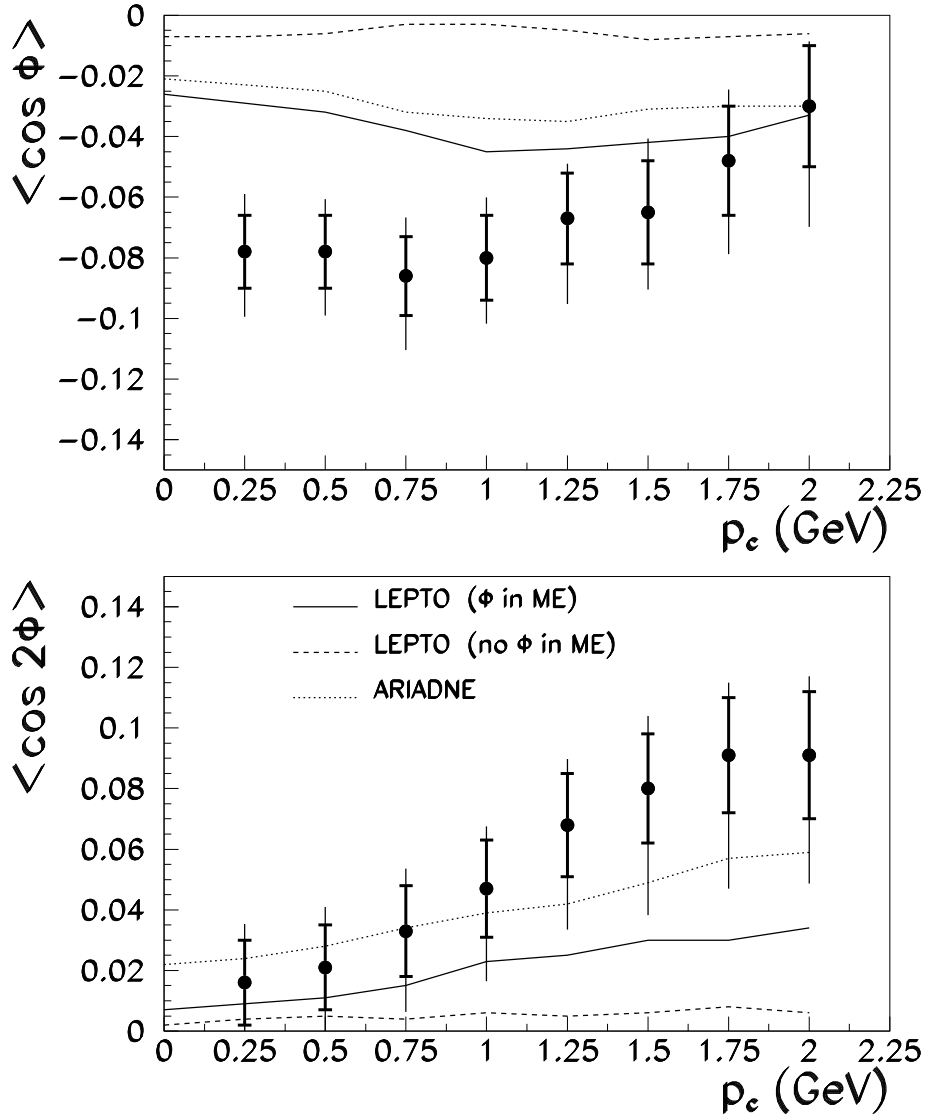 <cos Φ>
0
−0.02
−0.04
−0.06
−0.08
−0.1
−0.12
−0.14
0 0.25 0.5 0.75 1 1.25 1.5 1.75 2 2.25
p_c (GeV)
<cos 2Φ>
0.14
0.12
0.1
0.08
0.06
0.04
0.02
0
LEPTO (Φ in ME)
LEPTO (no Φ in ME)
ARIADNE
0 0.25 0.5 0.75 1 1.25 1.5 1.75 2 2.25
p_c (GeV)